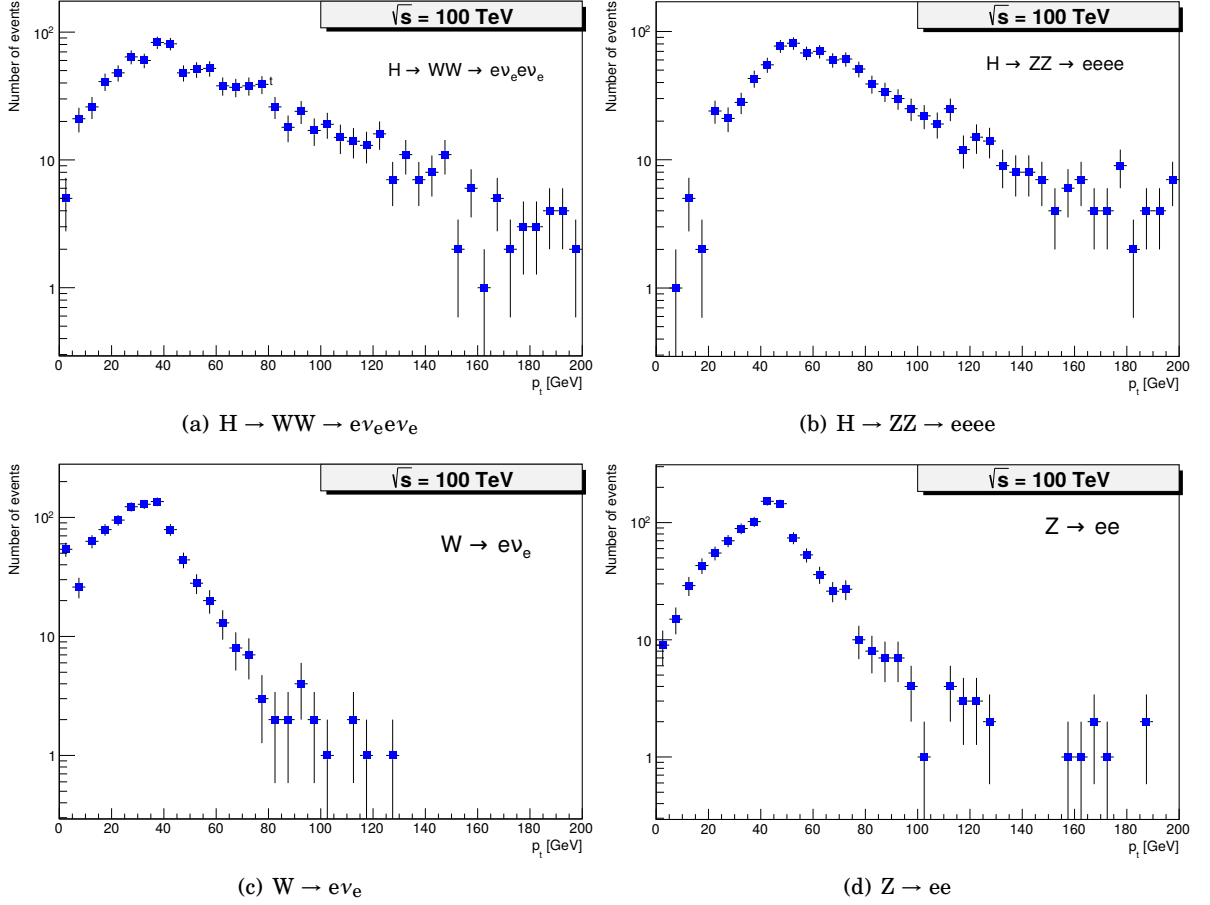 √s = 100 TeV
Number of events
H → WW → eνₑeνₑ
t
10²
10
1
0 20 40 60 80 100 120 140 160 180 200
pₜ [GeV]
(a) H → WW → eνₑeνₑ
√s = 100 TeV
Number of events
H → ZZ → eeee
10²
10
1
0 20 40 60 80 100 120 140 160 180 200
pₜ [GeV]
(b) H → ZZ → eeee
√s = 100 TeV
Number of events
W → eνₑ
10²
10
1
0 20 40 60 80 100 120 140 160 180 200
pₜ [GeV]
(c) W → eνₑ
√s = 100 TeV
Number of events
Z → ee
10²
10
1
0 20 40 60 80 100 120 140 160 180 200
pₜ [GeV]
(d) Z → ee